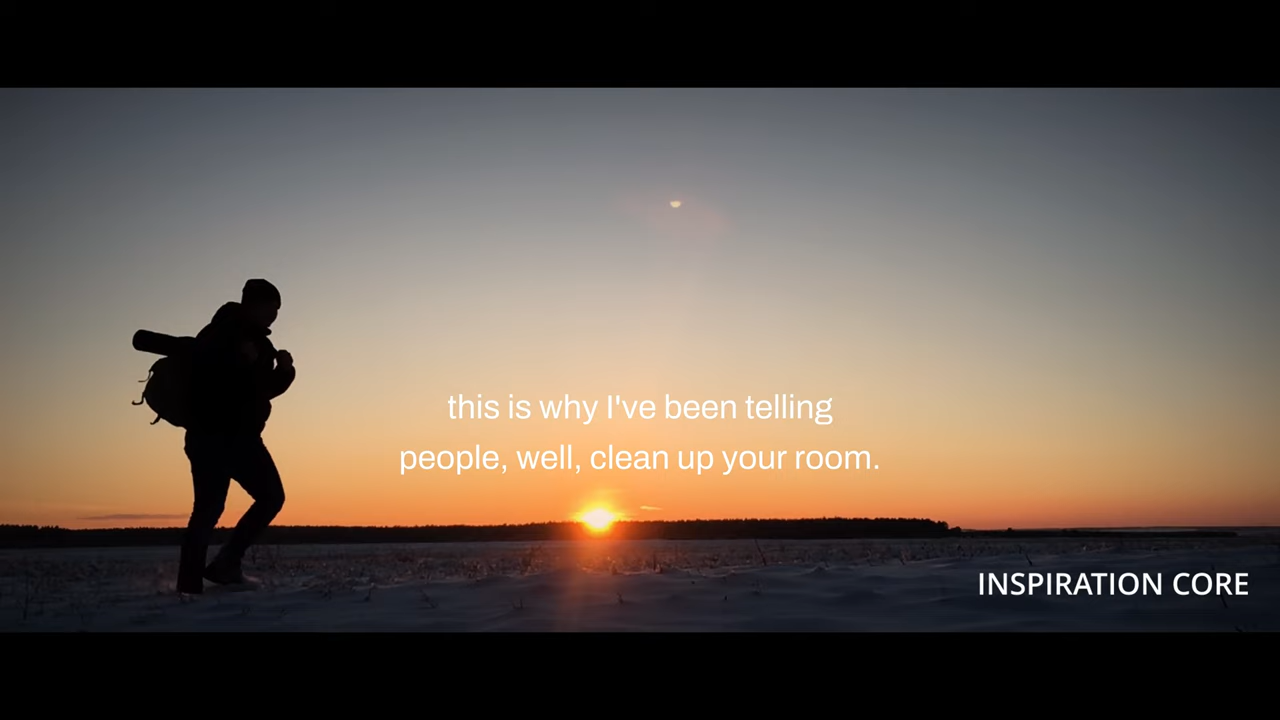 this is why I've been telling
people, well, clean up your room.
INSPIRATION CORE